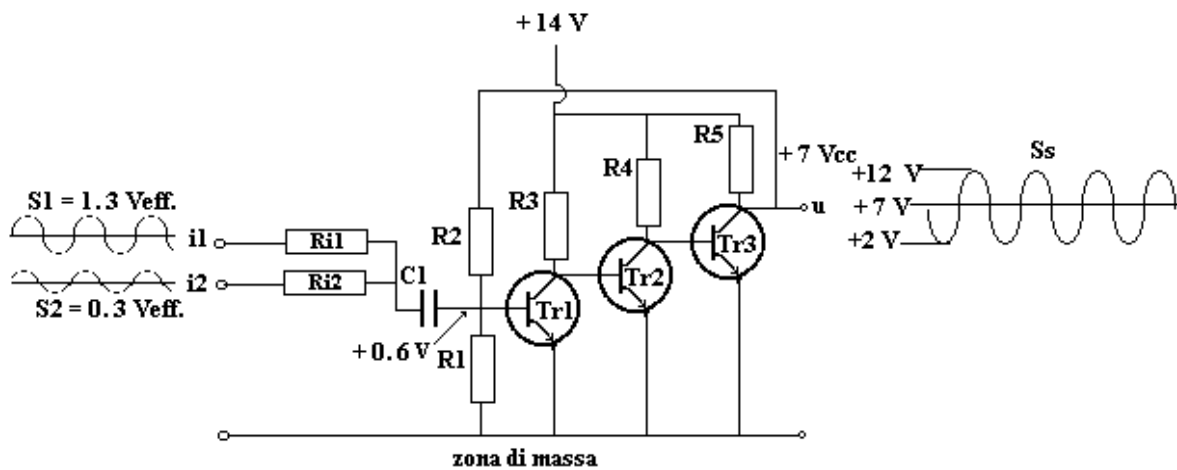 + 14 V
R5
+ 7 Vcc
Ss
R4
+12 V
S1 = 1.3 Veff.
R3
u
+ 7 V
i1
Ri1
R2
Tr3
+2 V
i2
Ri2
C1
Tr2
S2 = 0.3 Veff.
Tr1
+ 0.6 V
R1
zona di massa